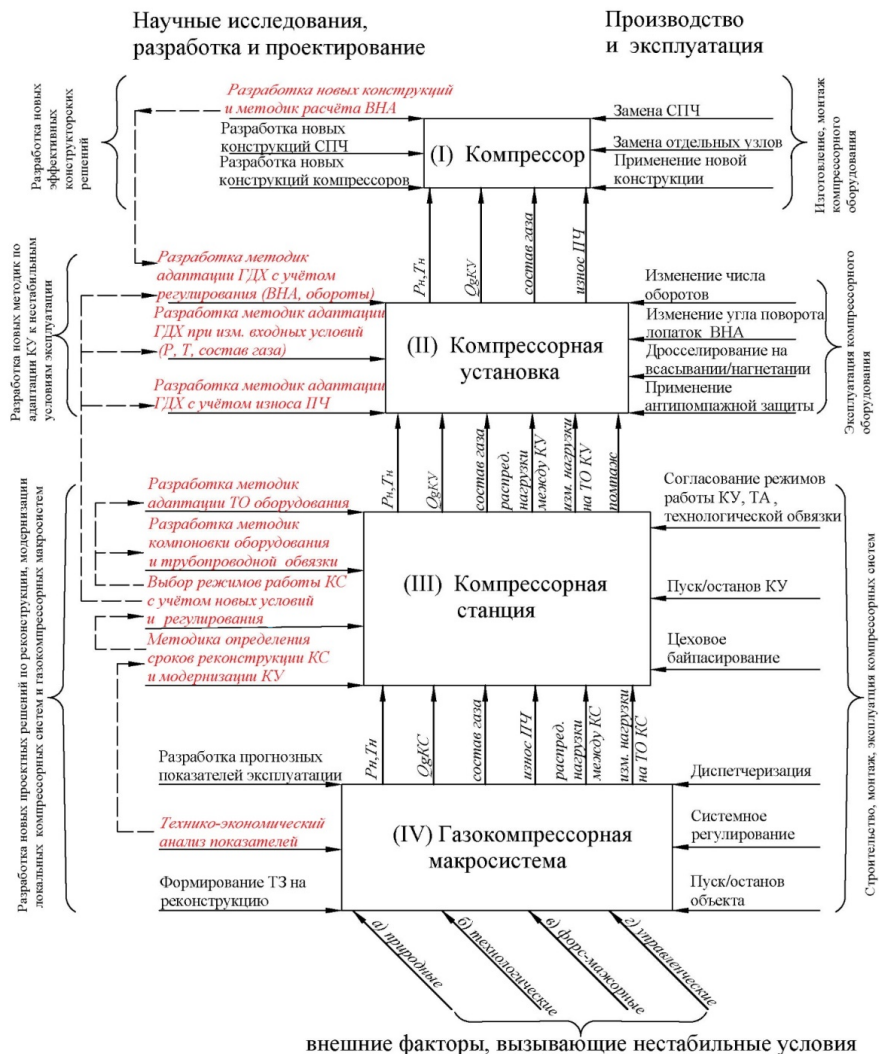 Научные исследования,
разработка и проектирование
Производство
и эксплуатация
Разработка новых
эффективных
конструкторских
решений
Разработка новых конструкций
и методик расчёта ВНА
Разработка новых
конструкций СПЧ
Разработка новых
конструкций компрессоров
(I) Компрессор
Замена СПЧ
Замена отдельных узлов
Применение новой
конструкции
Изготовление, монтаж
компрессорного
оборудования
Pн,Tн
QgКУ
состав газа
износ ПЧ
Разработка новых методик по
адаптации КУ к нестабильным
условиям эксплуатации
Разработка методик
адаптации ГДХ с учётом
регулирования (ВНА, обороты)
Разработка методик адаптации
ГДХ при изм. входных условий
(Р, Т, состав газа)
Разработка методик адаптации
ГДХ с учётом износа ПЧ
(II) Компрессорная
установка
Изменение числа
оборотов
Изменение угла поворота
лопаток ВНА
Дросселирование на
всасывании/нагнетании
Применение
антипомпажной защиты
Эксплуатация компрессорного
оборудования
Pн,Tн
QgКУ
состав газа
распред.
нагрузки
между КУ
изм. нагрузки
на ТО КУ
помпаж
Разработка новых проектных решений по реконструкции, модернизации
локальных компрессорных систем и газокомпрессорных макросистем
Разработка методик
адаптации ТО оборудования
Разработка методик
компоновки оборудования
и трубопроводной обвязки
Выбор режимов работы КС
с учётом новых условий
и регулирования
Методика определения
сроков реконструкции КС
и модернизации КУ
(III) Компрессорная
станция
Согласование режимов
работы КУ, ТА ,
технологической обвязки
Пуск/останов КУ
Цеховое
байпасирование
Строительство, монтаж, эксплуатция компрессорных систем
Pн,Tн
QgКС
состав газа
износ ПЧ
распред.
нагрузки
между КС
изм. нагрузки
на ТО КС
Разработка прогнозных
показателей эксплуатации
Технико-экономический
анализ показателей
Формирование ТЗ на
реконструкцию
(IV) Газокомпрессорная
макросистема
Диспетчеризация
Системное
регулирование
Пуск/останов
объекта
а) природные
б) технологические
в) форс-мажорные
г) управленческие
внешние факторы, вызывающие нестабильные условия